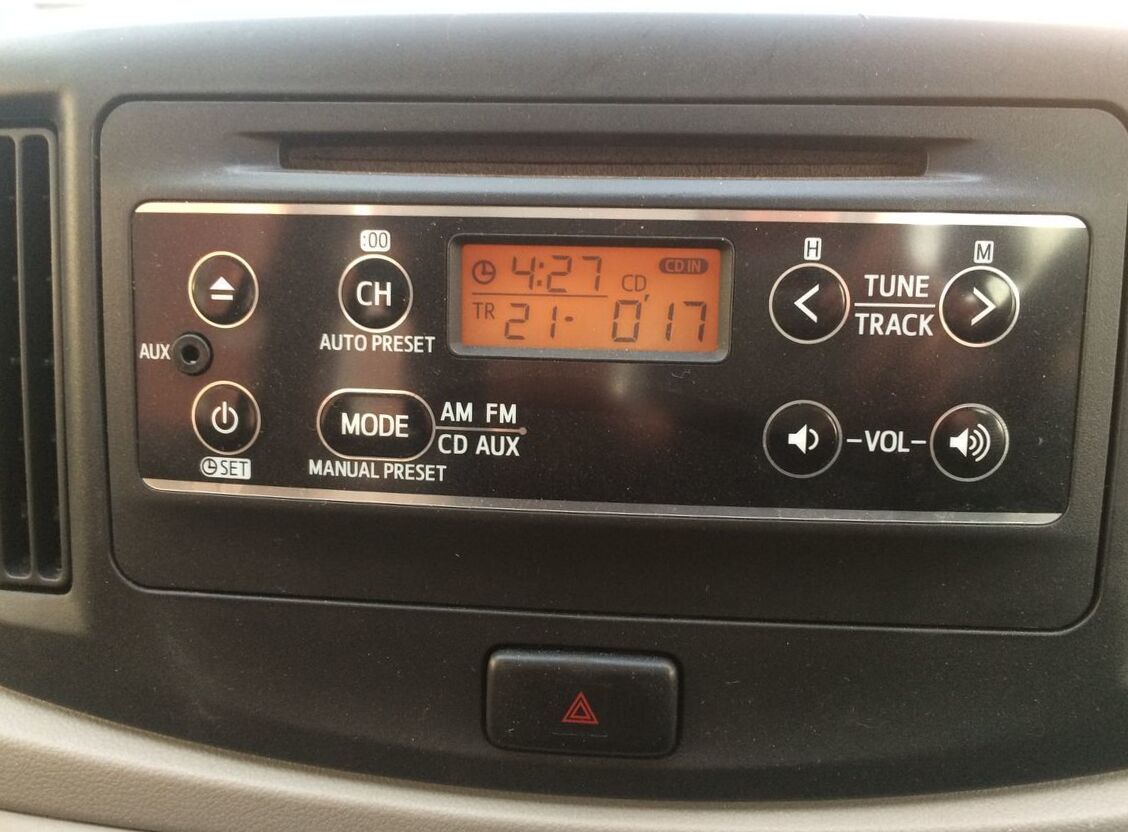 :00
CH
AUTO PRESET
AUX
SET
MODE
AM FM
CD AUX
MANUAL PRESET
4:27
CD
CD IN
TR
21- 0'17
H
M
TUNE
TRACK
VOL